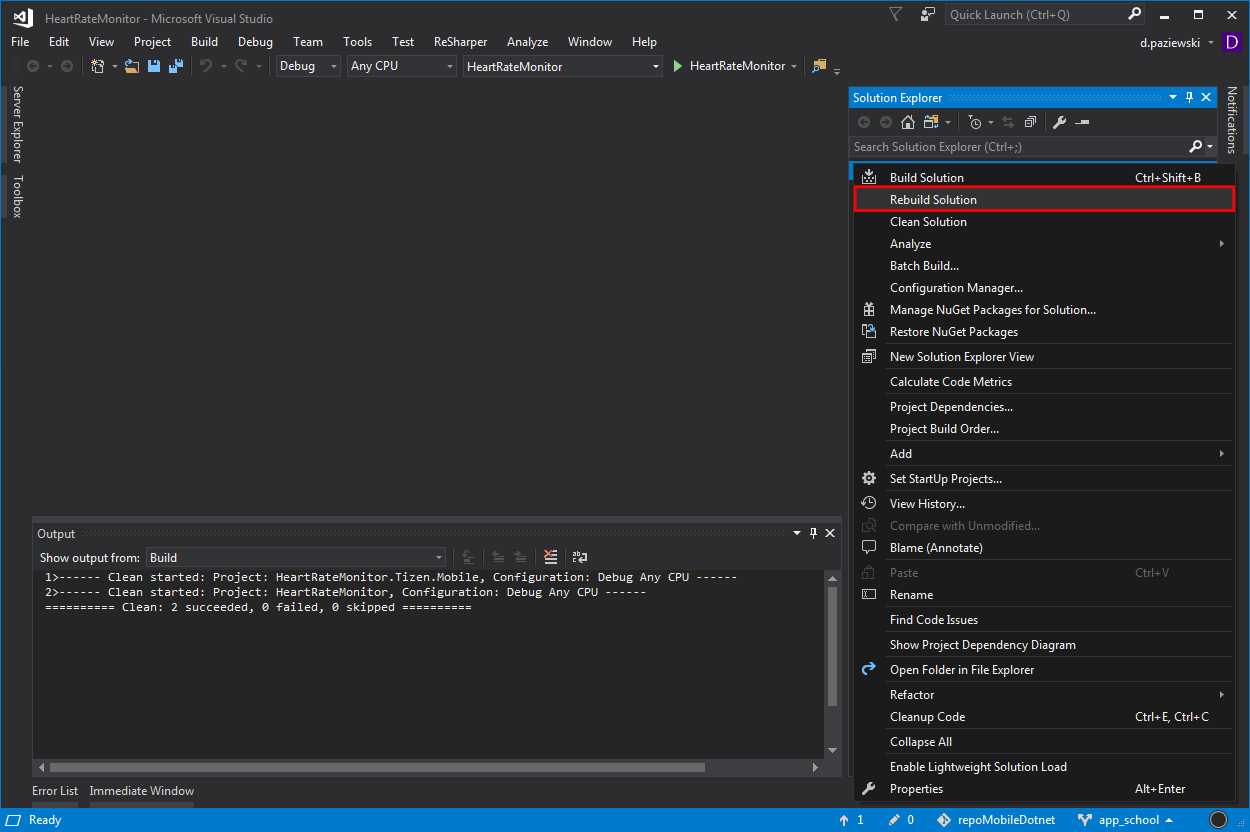 HeartRateMonitor - Microsoft Visual Studio
Quick Launch (Ctrl+Q)
File Edit View Project Build Debug Team Tools Test ReSharper Analyze Window Help
d.paziewski D
Debug Any CPU HeartRateMonitor HeartRateMonitor
Server Explorer
Toolbox
Solution Explorer
Notifications
Search Solution Explorer (Ctrl+;)
Build Solution Ctrl+Shift+B
Rebuild Solution
Clean Solution
Analyze
Batch Build...
Configuration Manager...
Manage NuGet Packages for Solution...
Restore NuGet Packages
New Solution Explorer View
Calculate Code Metrics
Project Dependencies...
Project Build Order...
Add
Set StartUp Projects...
View History...
Compare with Unmodified...
Blame (Annotate)
Paste Ctrl+V
Rename
Find Code Issues
Show Project Dependency Diagram
Open Folder in File Explorer
Refactor
Cleanup Code Ctrl+E, Ctrl+C
Collapse All
Enable Lightweight Solution Load
Properties Alt+Enter
Output
Show output from: Build
1>------ Clean started: Project: HeartRateMonitor.Tizen.Mobile, Configuration: Debug Any CPU ------
2>------ Clean started: Project: HeartRateMonitor, Configuration: Debug Any CPU ------
========== Clean: 2 succeeded, 0 failed, 0 skipped ==========
Error List Immediate Window
Ready 1 0 repoMobileDotnet app_school